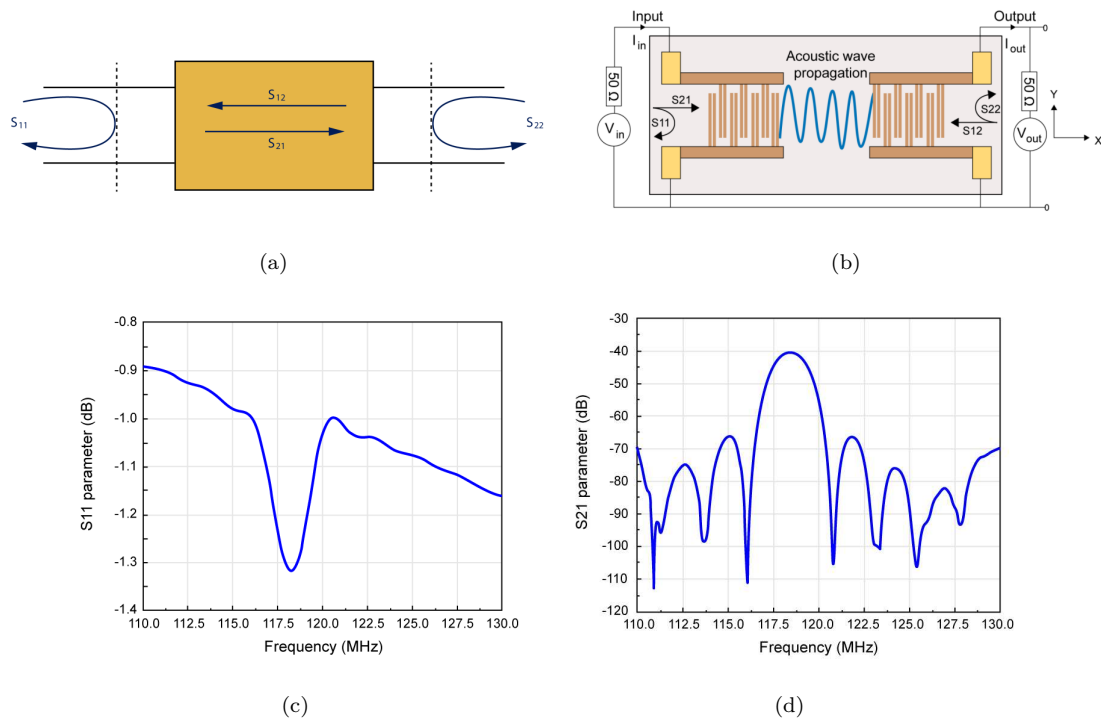 S12
S11
S22
S21
(a)
Input
Output
Iin
Iout
Acoustic wave
propagation
50 Ω
50 Ω
S21
S11
S22
S12
Vin
Vout
Y
X
0
0
(b)
-0.8
-0.9
-1.0
-1.1
-1.2
-1.3
-1.4
S11 parameter (dB)
110.0 112.5 115.0 117.5 120.0 122.5 125.0 127.5 130.0
Frequency (MHz)
(c)
-30
-40
-50
-60
-70
-80
-90
-100
-110
-120
S21 parameter (dB)
110.0 112.5 115.0 117.5 120.0 122.5 125.0 127.5 130.0
Frequency (MHz)
(d)